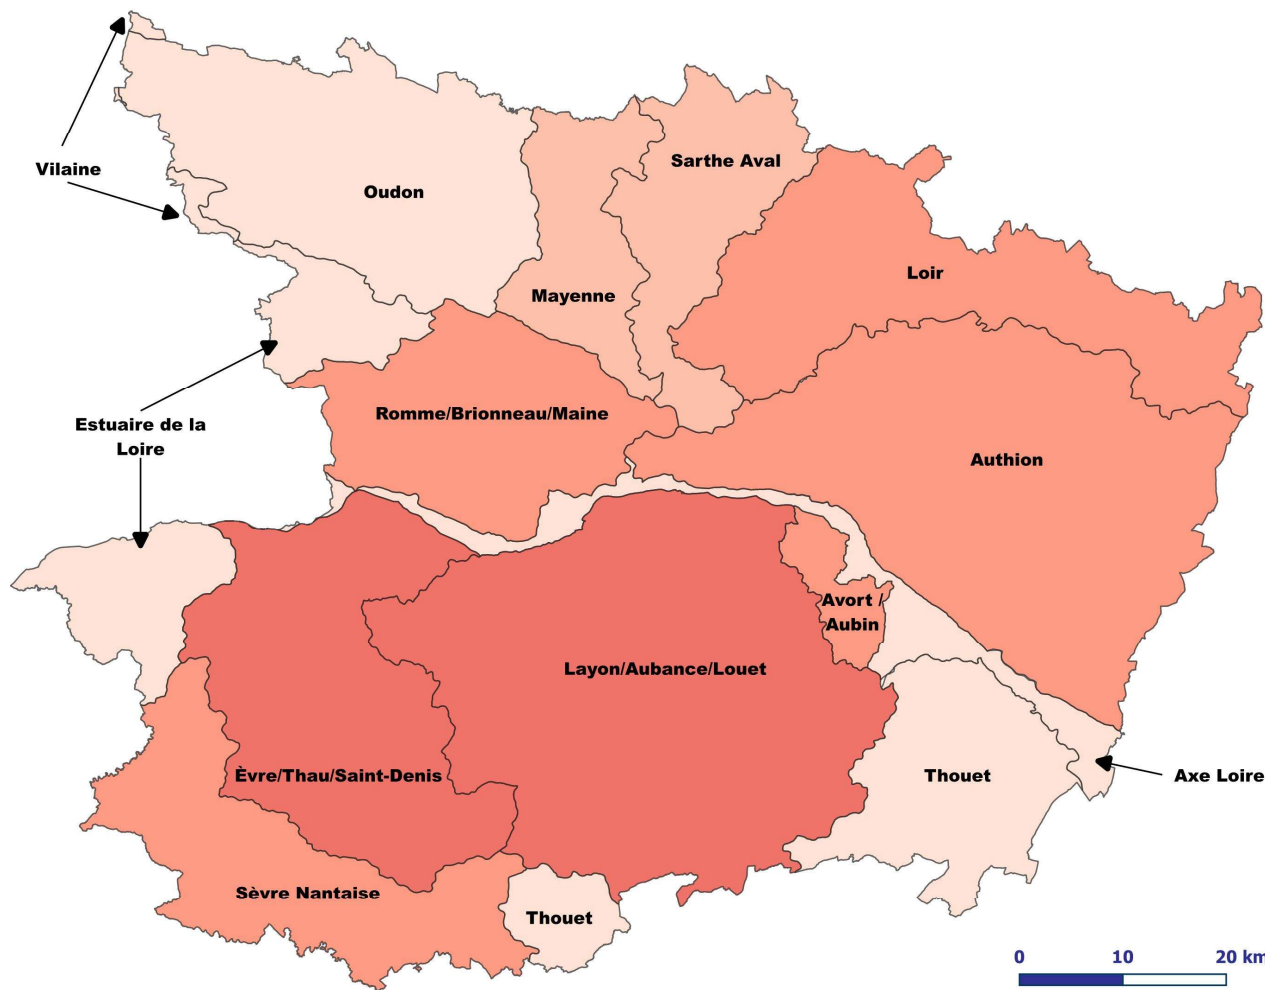 Vilaine
Oudon
Sarthe Aval
Mayenne
Loir
Estuaire de la
Loire
Romme/Brionneau/Maine
Authion
Avort /
Aubin
Layon/Aubance/Louet
Èvre/Thau/Saint-Denis
Thouet
Axe Loire
Sèvre Nantaise
Thouet
0 10 20 km